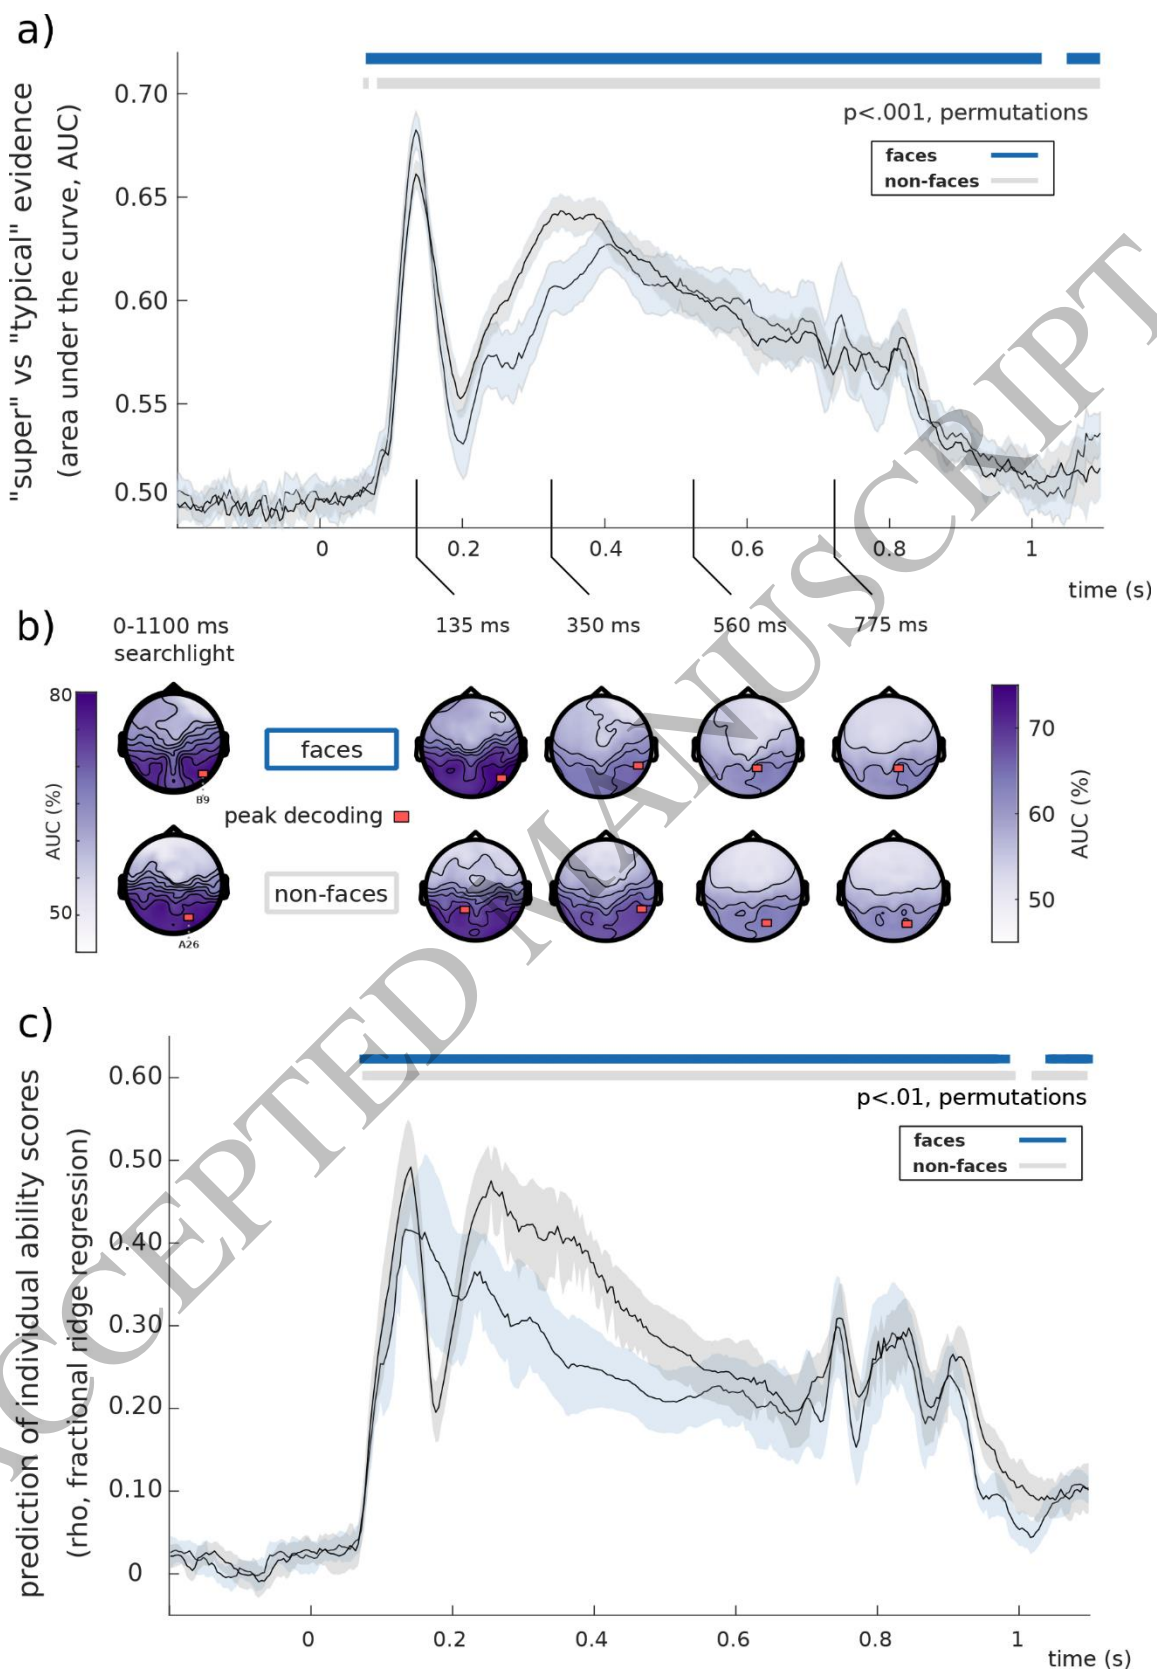 a)
"super" vs "typical" evidence
(area under the curve, AUC)
0.70
0.65
0.60
0.55
0.50
p<.001, permutations
faces
non-faces
0
0.2
0.4
0.6
0.8
1
time (s)
b)
0-1100 ms
searchlight
135 ms
350 ms
560 ms
775 ms
80
50
AUC (%)
B9
faces
peak decoding
non-faces
A26
70
60
50
AUC (%)
c)
prediction of individual ability scores
(rho, fractional ridge regression)
0.60
0.50
0.40
0.30
0.20
0.10
0
p<.01, permutations
faces
non-faces
0
0.2
0.4
0.6
0.8
1
time (s)
CCEPTED MANUSCRIPT